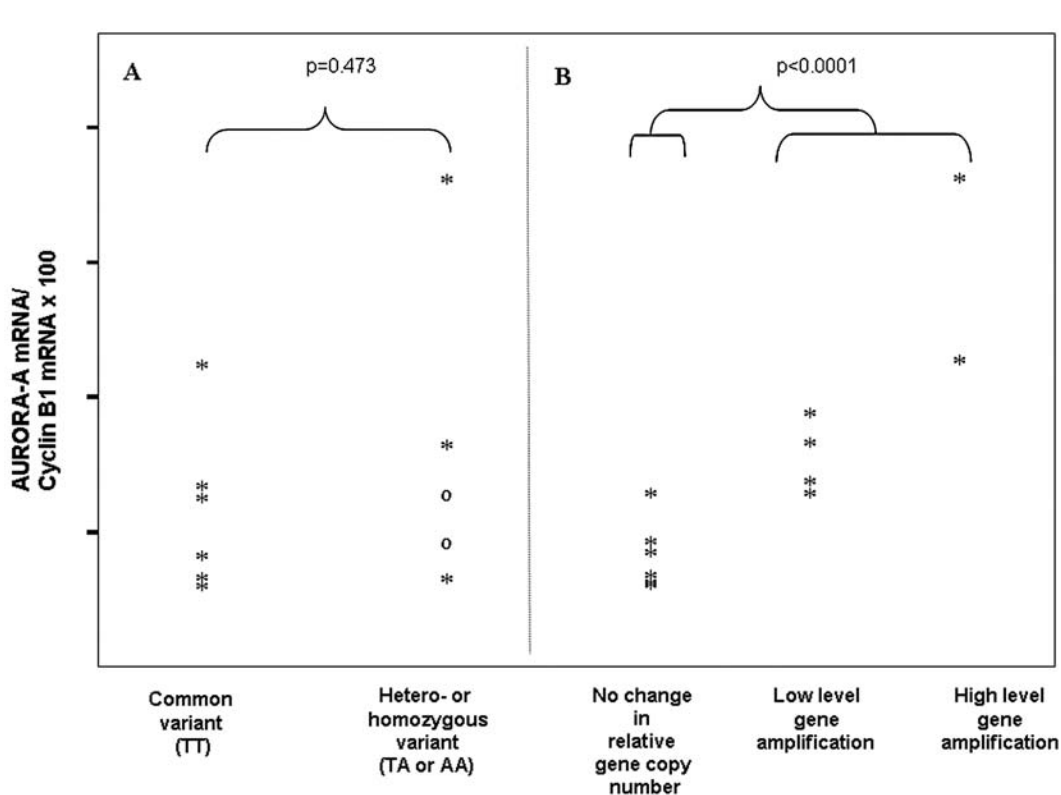 A
p=0.473
B
p<0.0001
AURORA-A mRNA/
Cyclin B1 mRNA x 100
Common
variant
(TT)
Hetero- or
homozygous
variant
(TA or AA)
No change
in
relative
gene copy
number
Low level
gene
amplification
High level
gene
amplification